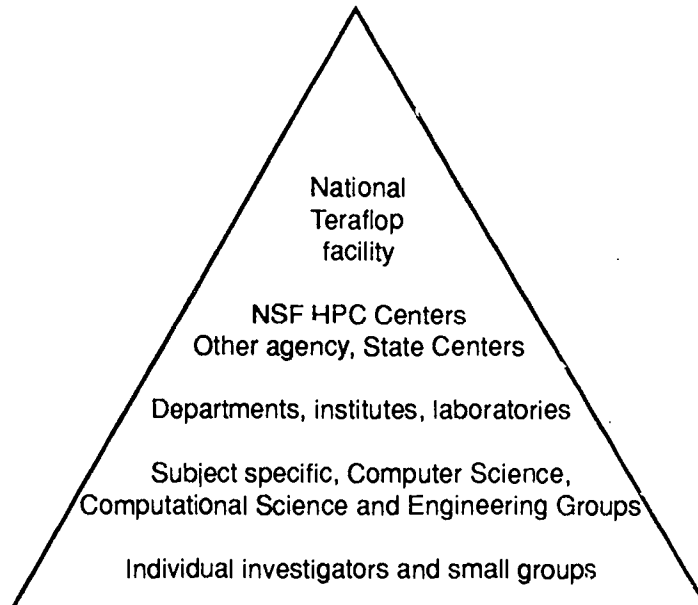 National
Teraflop
facility
NSF HPC Centers
Other agency, State Centers
Departments, institutes, laboratories
Subject specific, Computer Science,
Computational Science and Engineering Groups
Individual investigators and small groups